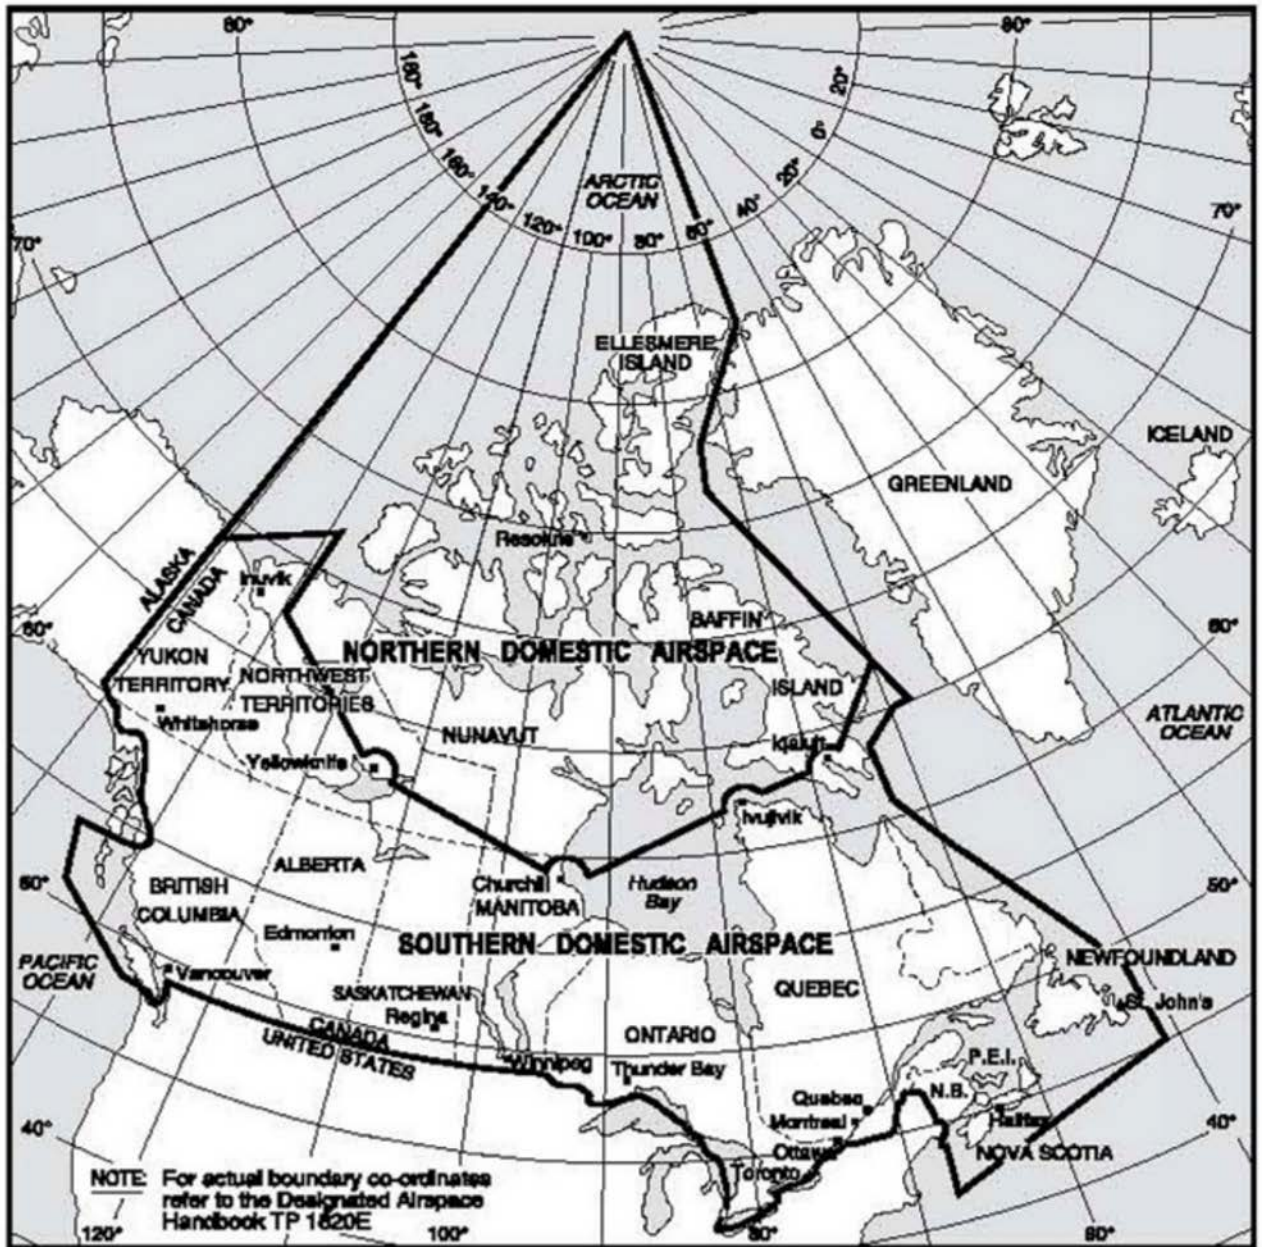 80°
80°
180°
180°
160°
140°
120°
100°
80°
60°
40°
20°
0°
20°
ARCTIC
OCEAN
70°
70°
ELLESMERE
ISLAND
ICELAND
GREENLAND
Resolute
ALASKA
CANADA
Inuvik
BAFFIN
ISLAND
60°
60°
NORTHERN DOMESTIC AIRSPACE
YUKON
TERRITORY
NORTHWEST
TERRITORIES
Whitehorse
NUNAVUT
Iqaluit
ATLANTIC
OCEAN
Yellowknife
Ivujivik
ALBERTA
BRITISH
COLUMBIA
Churchill
MANITOBA
Hudson
Bay
50°
50°
Edmonton
SOUTHERN DOMESTIC AIRSPACE
NEWFOUNDLAND
PACIFIC
OCEAN
Vancouver
SASKATCHEWAN
Regina
QUEBEC
St. John's
CANADA
UNITED STATES
ONTARIO
Winnipeg
Thunder Bay
P.E.I.
N.B.
Quebec
Montreal
Halifax
Ottawa
Toronto
NOVA SCOTIA
40°
40°
NOTE: For actual boundary co-ordinates
refer to the Designated Airspace
Handbook TP 1820E
120°
100°
80°
60°